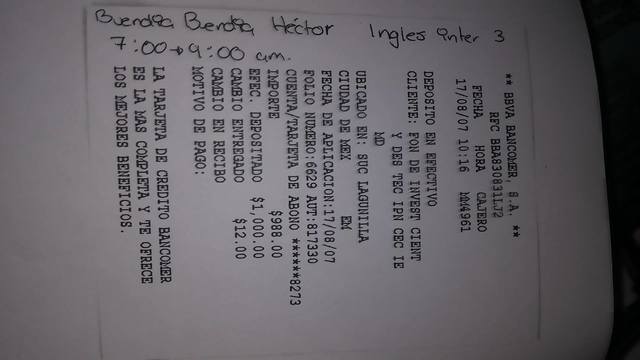 Buendia Buendia Héctor Ingles inter 3
7:00→9:00 am.
** BBVA BANCOMER, S.A. **
RFC BBA830831LJ2
FECHA HORA CAJERO
17/08/07 10:16 MM4961
DEPOSITO EN EFECTIVO
CLIENTE: FON DE INVEST CIENT
Y DES TEC IPN CEC IE
MD
UBICADO EN: SUC LAGUNILLA
CIUDAD DE MEX EM
FECHA DE APLICACION:17/08/07
FOLIO NUMERO:6629 AUT:817330
CUENTA/TARJETA DE ABONO ******8273
IMPORTE $988.00
EFEC. DEPOSITADO $1,000.00
CAMBIO ENTREGADO $12.00
CAMBIO EN RECIBO
MOTIVO DE PAGO:
LA TARJETA DE CREDITO BANCOMER
ES LA MAS COMPLETA Y TE OFRECE
LOS MEJORES BENEFICIOS.